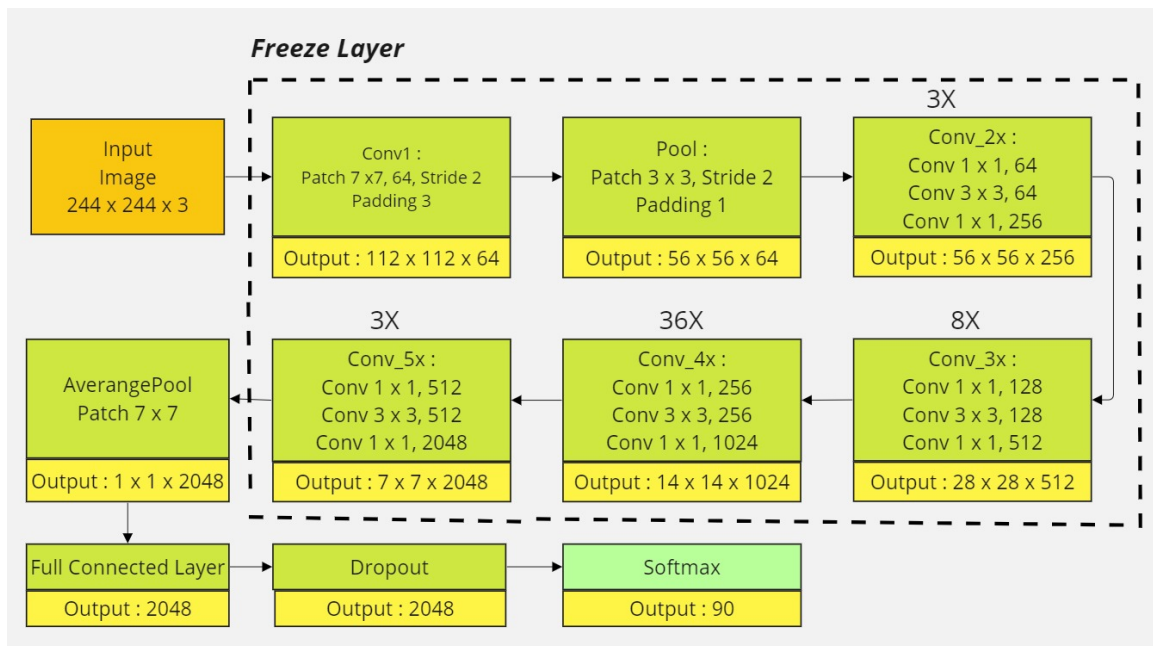 Freeze Layer
Input
Image
244 x 244 x 3
Conv1 :
Patch 7 x7, 64, Stride 2
Padding 3
Output : 112 x 112 x 64
Pool :
Patch 3 x 3, Stride 2
Padding 1
Output : 56 x 56 x 64
3X
Conv_2x :
Conv 1 x 1, 64
Conv 3 x 3, 64
Conv 1 x 1, 256
Output : 56 x 56 x 256
8X
Conv_3x :
Conv 1 x 1, 128
Conv 3 x 3, 128
Conv 1 x 1, 512
Output : 28 x 28 x 512
36X
Conv_4x :
Conv 1 x 1, 256
Conv 3 x 3, 256
Conv 1 x 1, 1024
Output : 14 x 14 x 1024
3X
Conv_5x :
Conv 1 x 1, 512
Conv 3 x 3, 512
Conv 1 x 1, 2048
Output : 7 x 7 x 2048
AverangePool
Patch 7 x 7
Output : 1 x 1 x 2048
Full Connected Layer
Output : 2048
Dropout
Output : 2048
Softmax
Output : 90